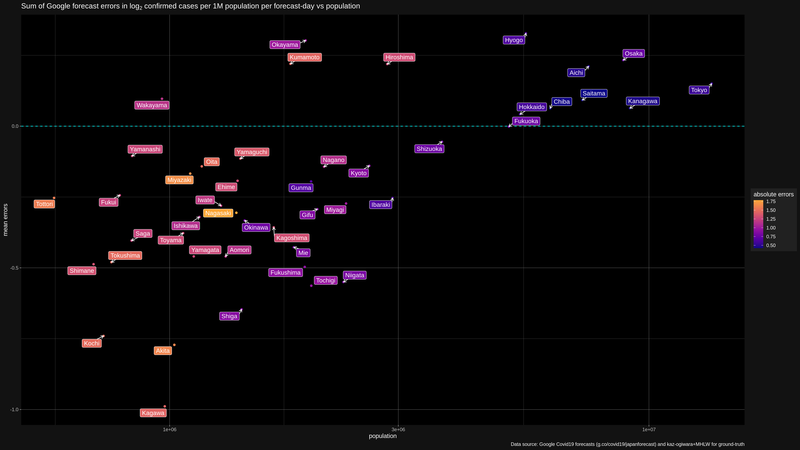 Sum of Google forecast errors in log2 confirmed cases per 1M population per forecast-day vs population
Okayama
Kumamoto
Hiroshima
Hyogo
Osaka
Aichi
Tokyo
Saitama
Chiba
Kanagawa
Hokkaido
Fukuoka
Wakayama
0.0
Yamanashi
Yamaguchi
Shizuoka
Oita
Nagano
Miyazaki
Kyoto
Ehime
Gunma
Tottori
Fukui
Iwate
Ibaraki
Nagasaki
Gifu
Miyagi
Ishikawa
Okinawa
Saga
Toyama
Kagoshima
Tokushima
Yamagata
Aomori
Mie
Shimane
-0.5
Fukushima
Tochigi
Niigata
Shiga
Kochi
Akita
-1.0
Kagawa
mean errors
1e+06
3e+06
1e+07
population
absolute errors
1.75
1.50
1.25
1.00
0.75
0.50
Data source: Google Covid19 forecasts (g.co/covid19/japanforecast) and kaz-ogiwara+MHLW for ground-truth